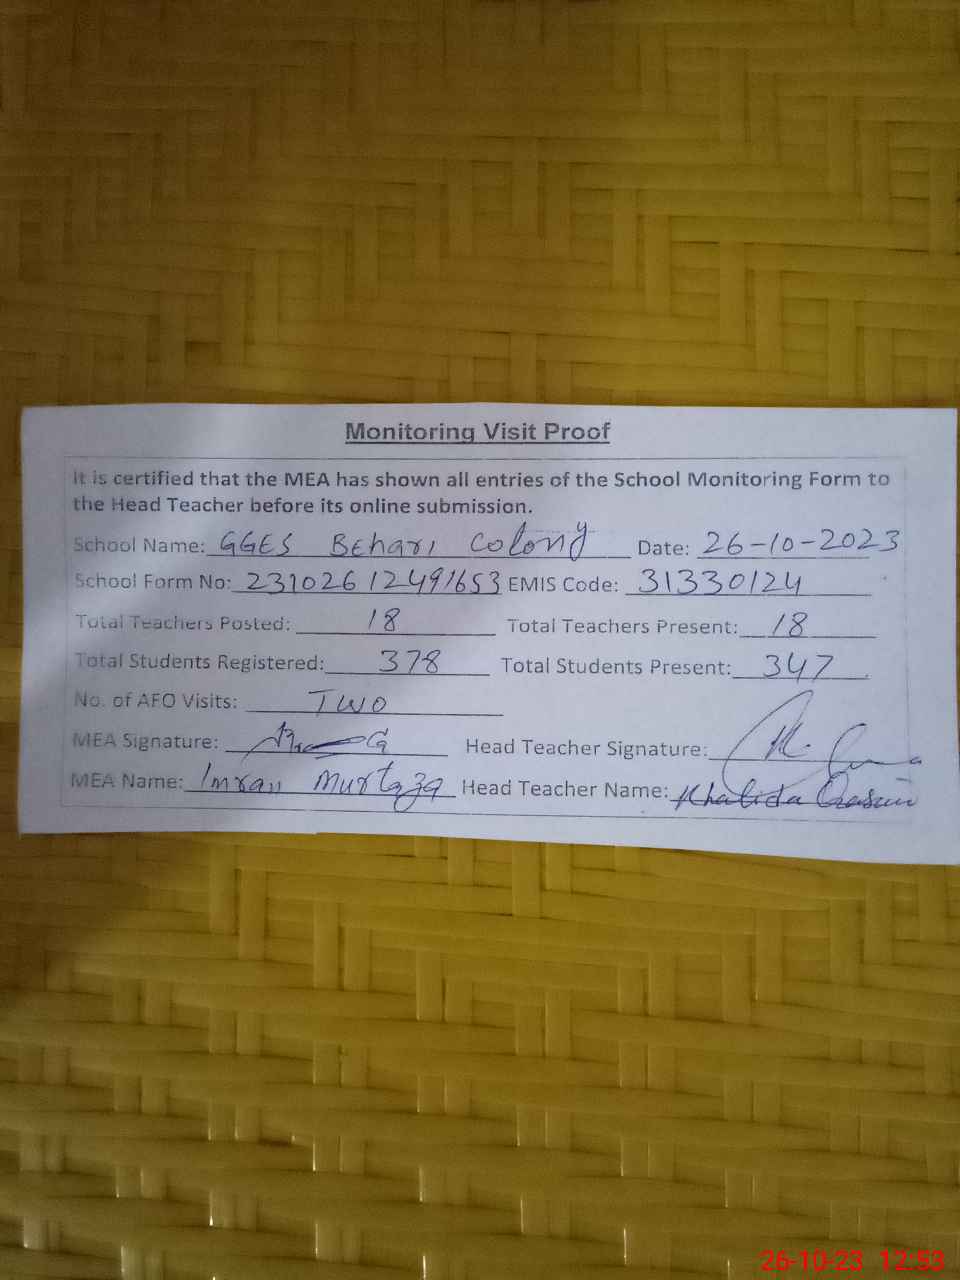 Monitoring Visit Proof
It is certified that the MEA has shown all entries of the School Monitoring Form to
the Head Teacher before its online submission.
School Name: GGES Behari Colony Date: 26-10-2023
School Form No: 23102612491653 EMIS Code: 31330124
Total Teachers Posted: 18 Total Teachers Present: 18
Total Students Registered: 378 Total Students Present: 347
No. of AEO Visits: Two
MEA Signature: Head Teacher Signature:
MEA Name: Imran Murtaza Head Teacher Name: Khalida
26-10-23 12:53